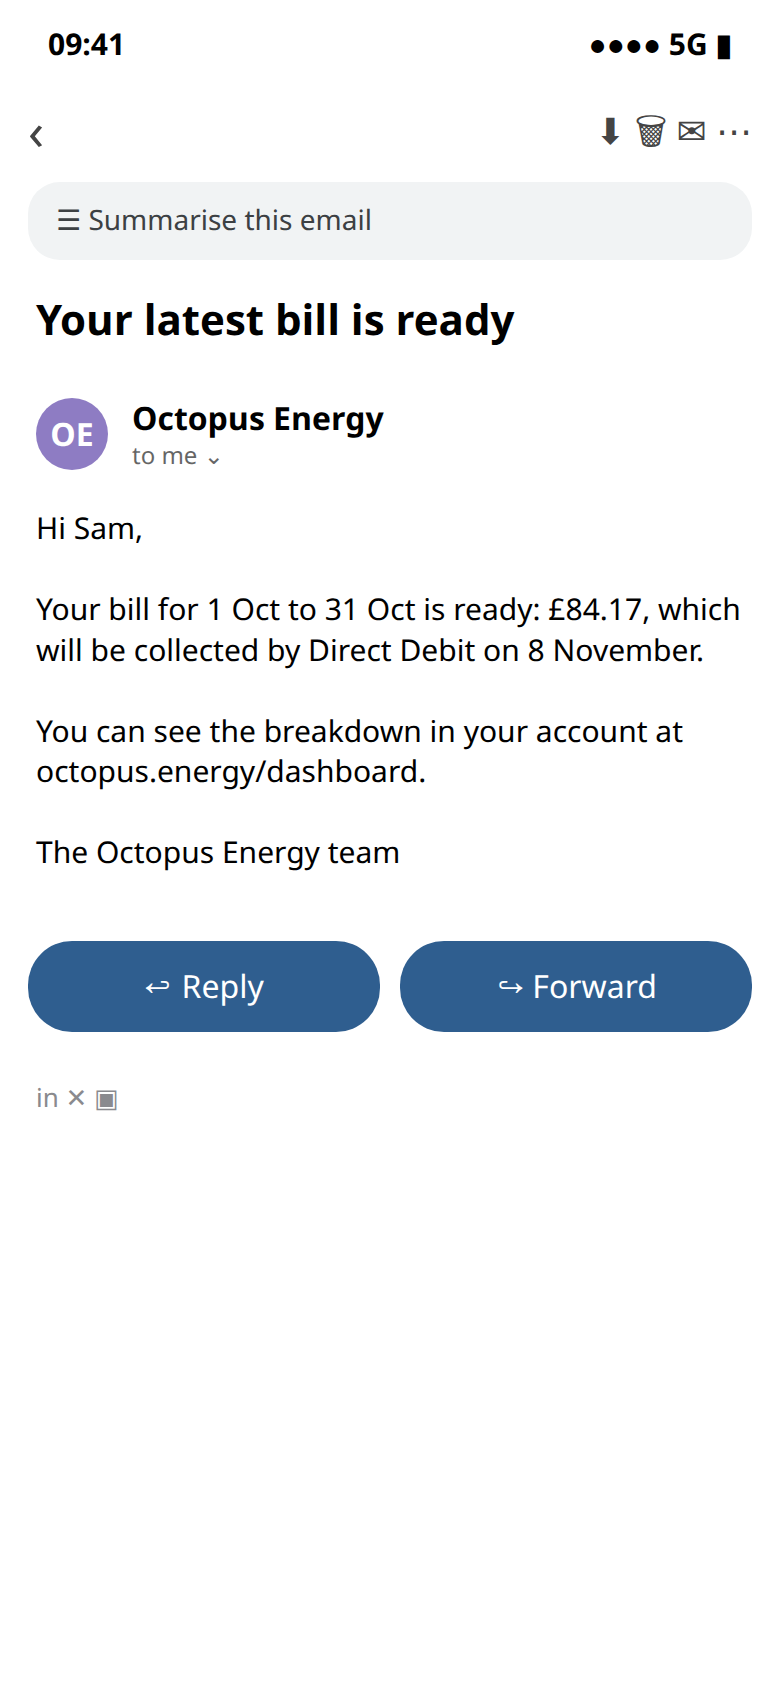 09:41
●●●● 5G ▮
‹
⬇ 🗑 ✉ ⋯
☰ Summarise this email
Your latest bill is ready
OE
Octopus Energy
to me ⌄
Hi Sam,
Your bill for 1 Oct to 31 Oct is ready: £84.17, which
will be collected by Direct Debit on 8 November.
You can see the breakdown in your account at
octopus.energy/dashboard.
The Octopus Energy team
↩ Reply
↪ Forward
in ✕ ▣